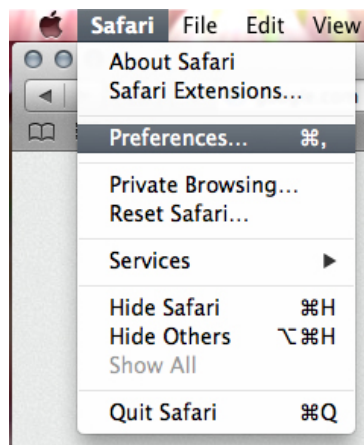 Safari File Edit View
About Safari
Safari Extensions...
Preferences... ⌘,
Private Browsing...
Reset Safari...
Services ▶
Hide Safari ⌘H
Hide Others ⌥⌘H
Show All
Quit Safari ⌘Q